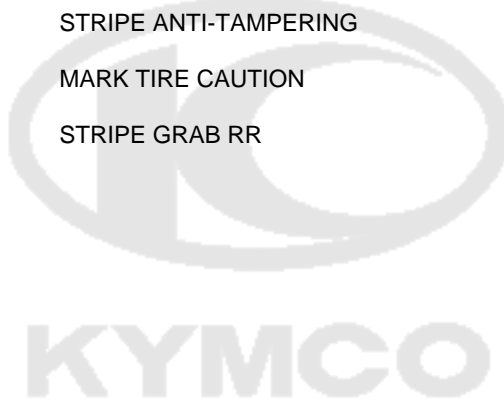 STRIPE ANTI-TAMPERING
MARK TIRE CAUTION
STRIPE GRAB RR
KYMCO